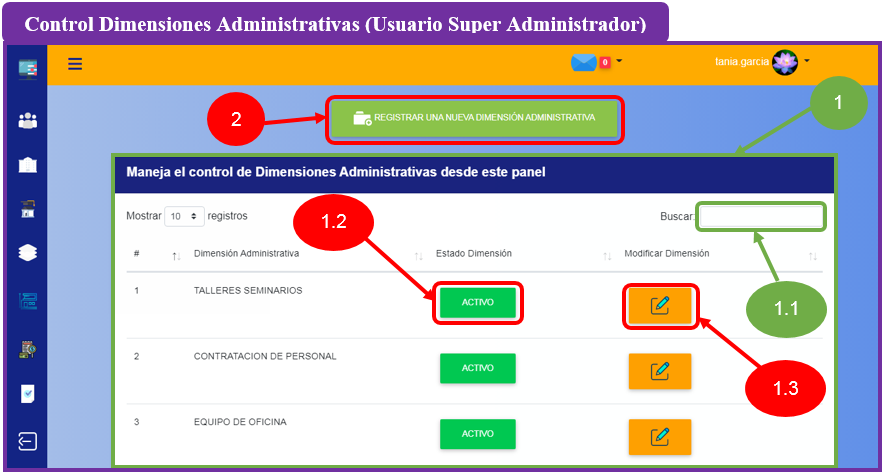 Control Dimensiones Administrativas (Usuario Super Administrador)
0
tania.garcia
1
2
REGISTRAR UNA NUEVA DIMENSIÓN ADMINISTRATIVA
Maneja el control de Dimensiones Administrativas desde este panel
Mostrar 10 registros
1.2
Buscar:
# Dimensión Administrativa Estado Dimensión Modificar Dimensión
1 TALLERES SEMINARIOS ACTIVO
1.1
2 CONTRATACION DE PERSONAL ACTIVO
1.3
3 EQUIPO DE OFICINA ACTIVO